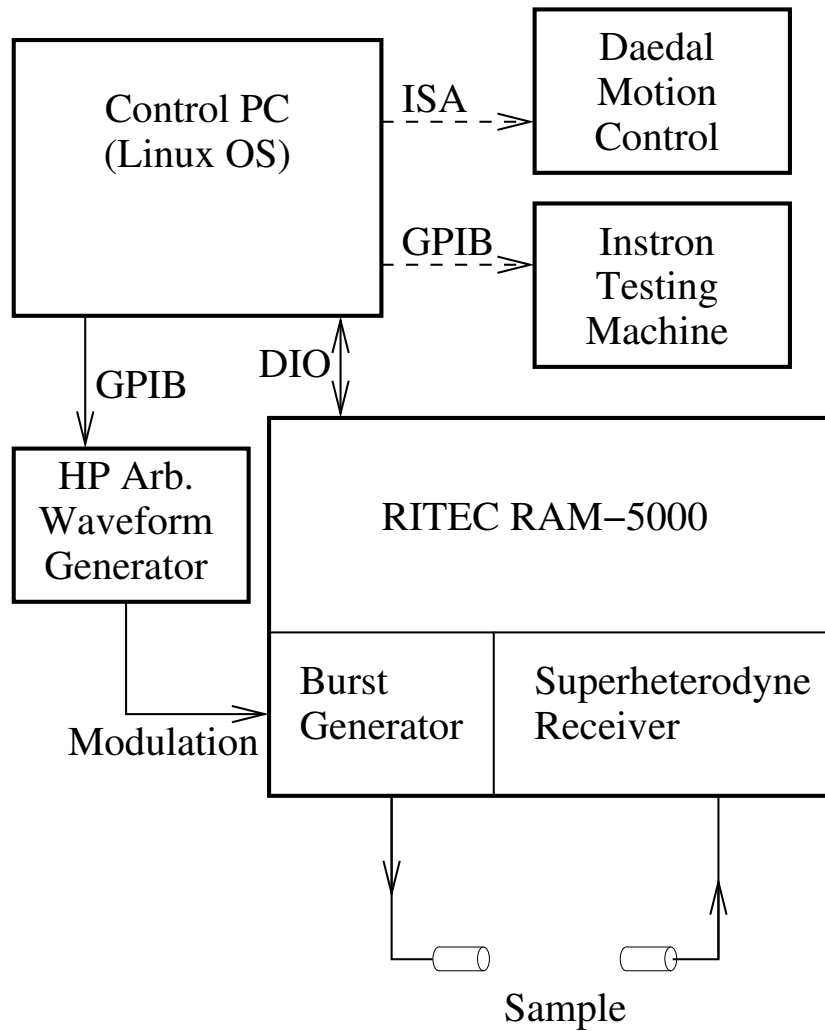 Control PC
(Linux OS)
ISA
Daedal
Motion
Control
GPIB
Instron
Testing
Machine
GPIB
DIO
HP Arb.
Waveform
Generator
RITEC RAM−5000
Modulation
Burst
Generator
Superheterodyne
Receiver
Sample